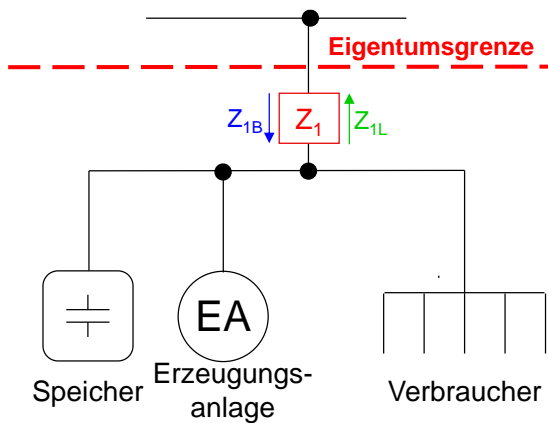 Eigentumsgrenze
Z1B Z1 Z1L
EA
Speicher
Erzeugungs-
anlage
Verbraucher